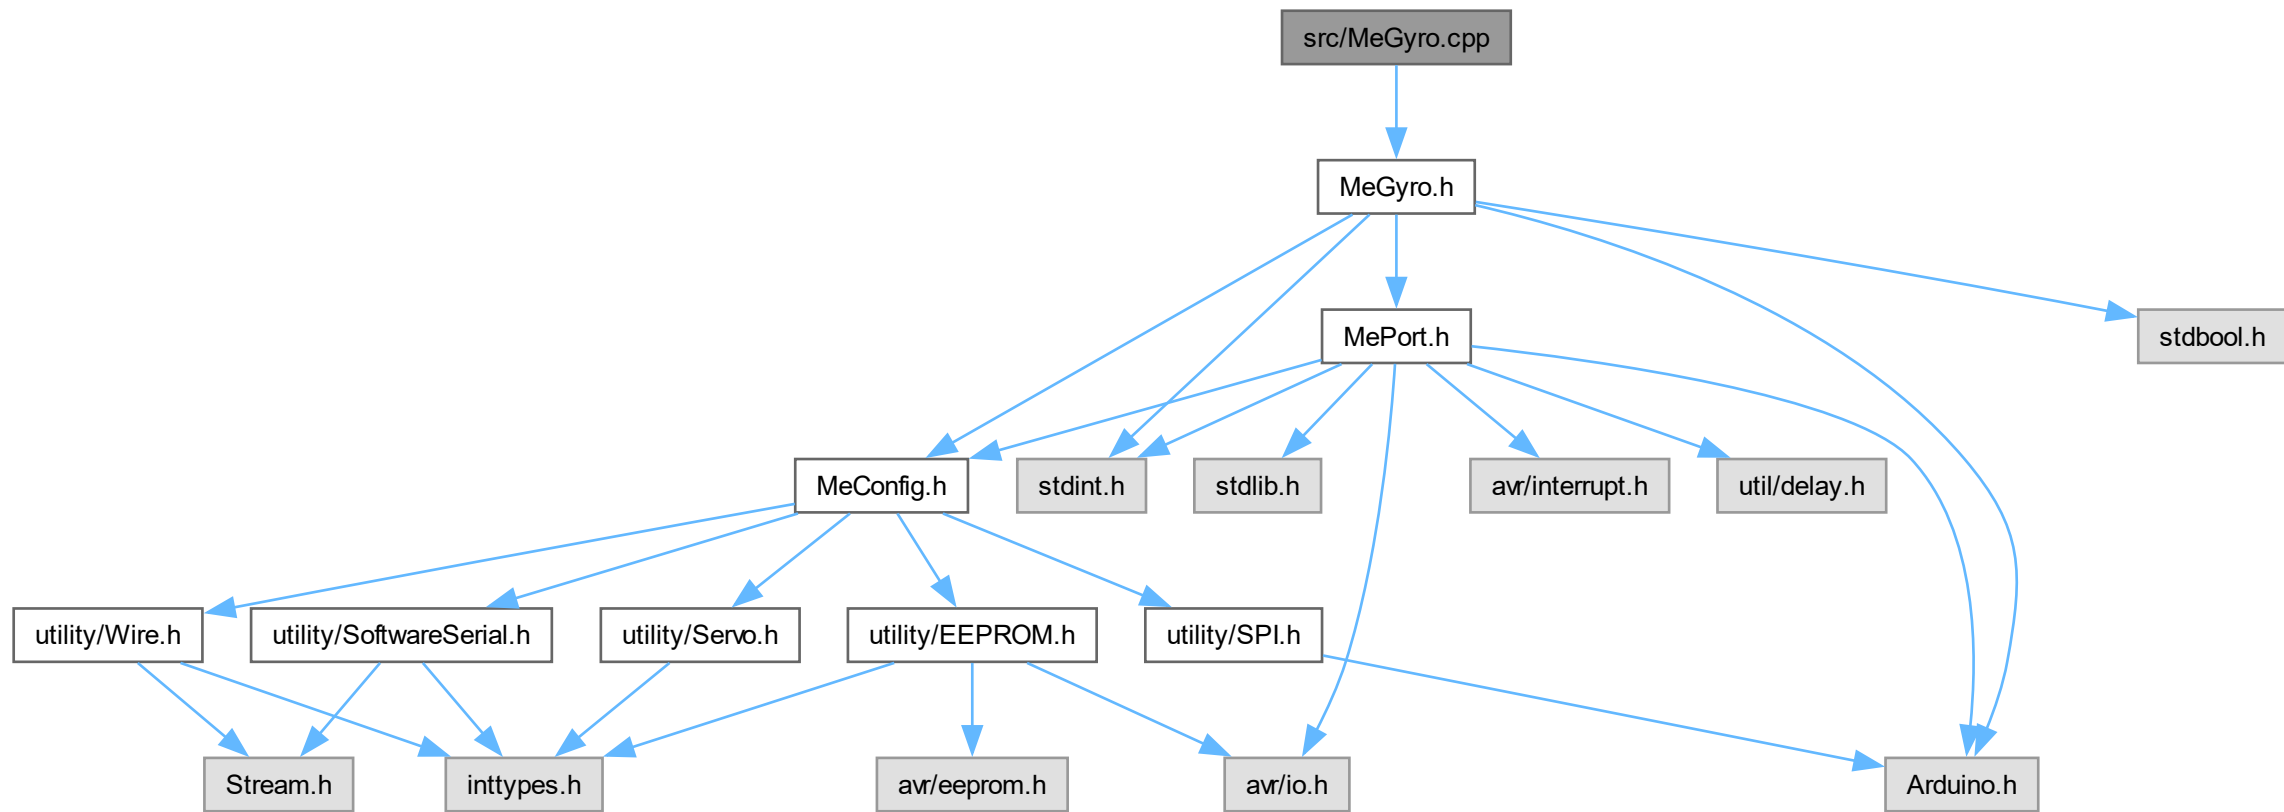 src/MeGyro.cpp
MeGyro.h
MePort.h
stdbool.h
MeConfig.h
stdint.h
stdlib.h
avr/interrupt.h
util/delay.h
utility/Wire.h
utility/SoftwareSerial.h
utility/Servo.h
utility/EEPROM.h
utility/SPI.h
Stream.h
inttypes.h
avr/eeprom.h
avr/io.h
Arduino.h